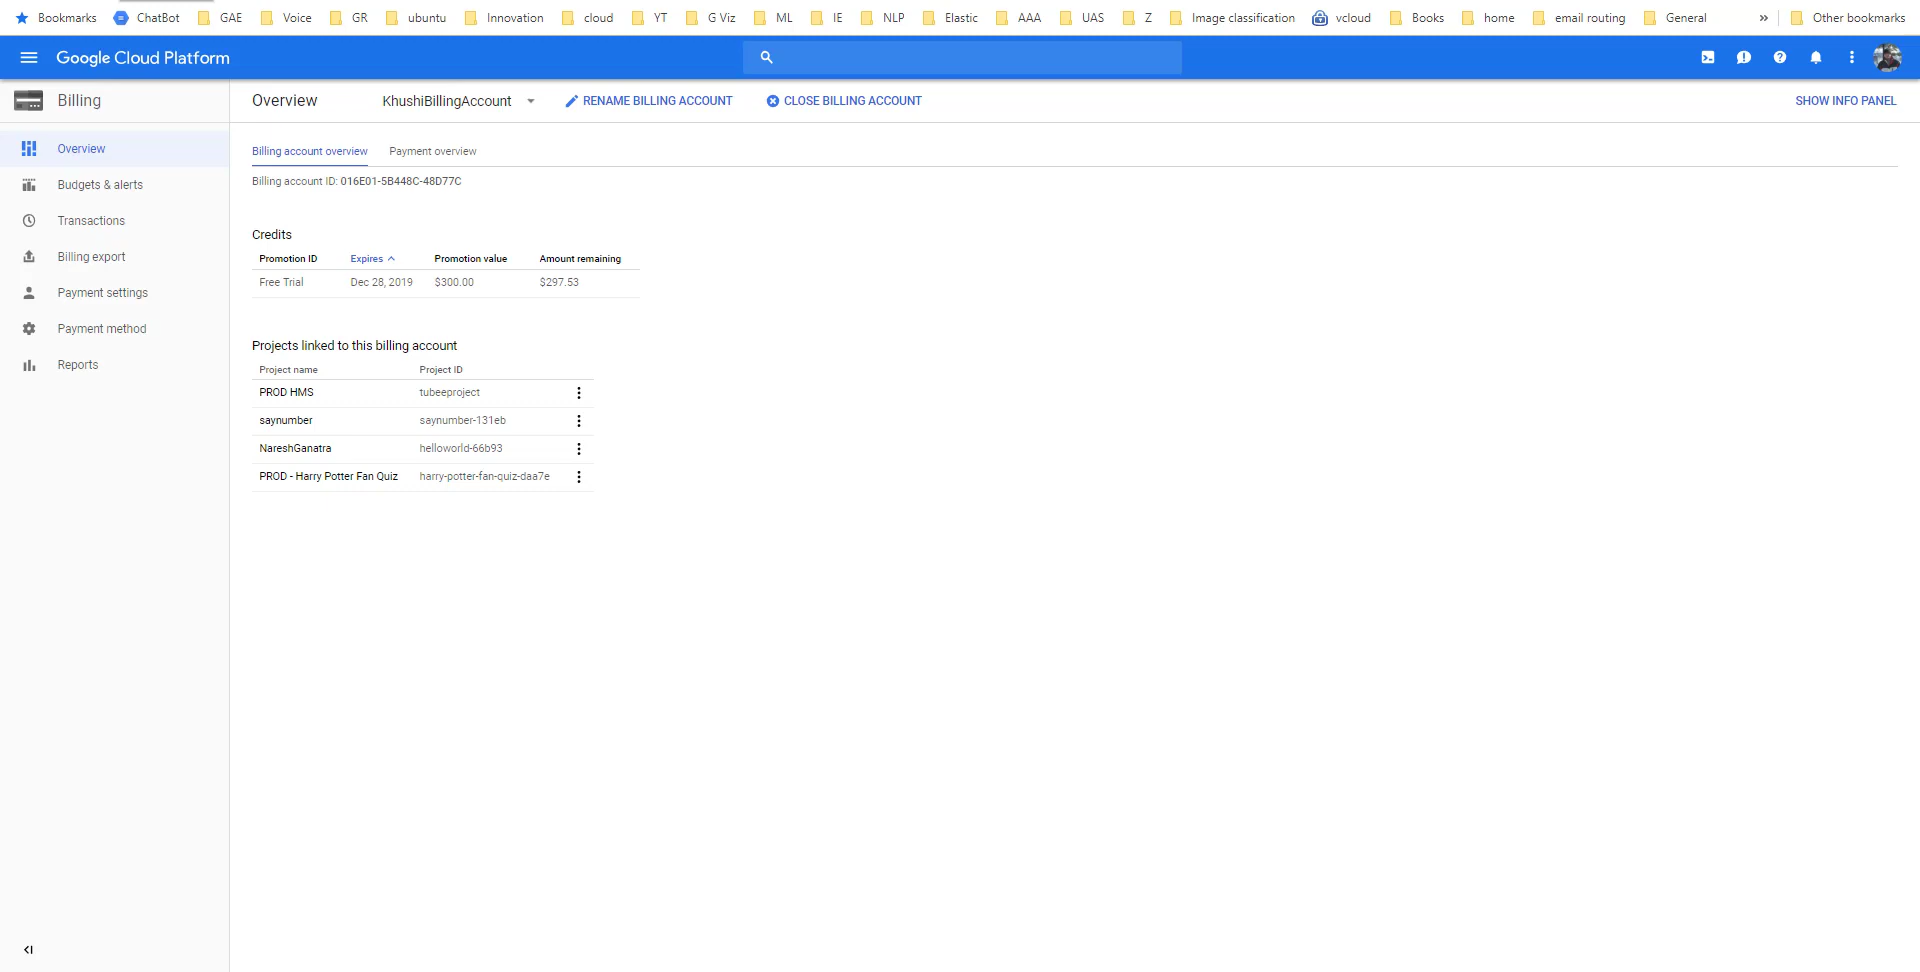 Bookmarks ChatBot GAE Voice GR ubuntu Innovation cloud YT G Viz ML IE NLP Elastic AAA UAS Z Image classification vcloud Books home email routing General » Other bookmarks
Google Cloud Platform
Billing
Overview KhushiBillingAccount RENAME BILLING ACCOUNT CLOSE BILLING ACCOUNT SHOW INFO PANEL
Overview
Budgets & alerts
Transactions
Billing export
Payment settings
Payment method
Reports
Billing account overview Payment overview
Billing account ID: 016E01-5B448C-48D77C
Credits
Promotion ID Expires Promotion value Amount remaining
Free Trial Dec 28, 2019 $300.00 $297.53
Projects linked to this billing account
Project name Project ID
PROD HMS tubeeproject
saynumber saynumber-131eb
NareshGanatra helloworld-66b93
PROD - Harry Potter Fan Quiz harry-potter-fan-quiz-daa7e